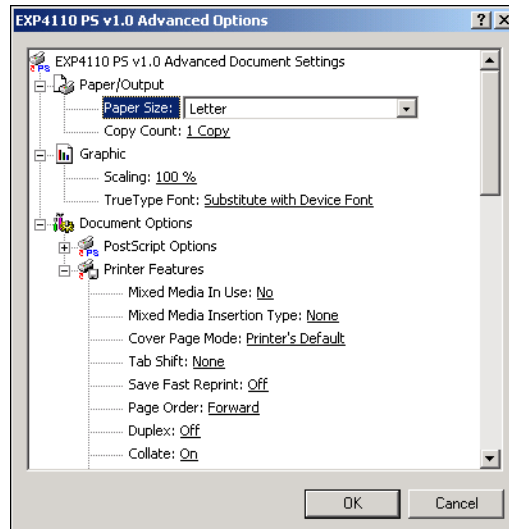 EXP4110 PS v1.0 Advanced Options
EXP4110 PS v1.0 Advanced Document Settings
Paper/Output
Paper Size: Letter
Copy Count: 1 Copy
Graphic
Scaling: 100 %
TrueType Font: Substitute with Device Font
Document Options
PostScript Options
Printer Features
Mixed Media In Use: No
Mixed Media Insertion Type: None
Cover Page Mode: Printer's Default
Tab Shift: None
Save Fast Reprint: Off
Page Order: Forward
Duplex: Off
Collate: On
OK Cancel